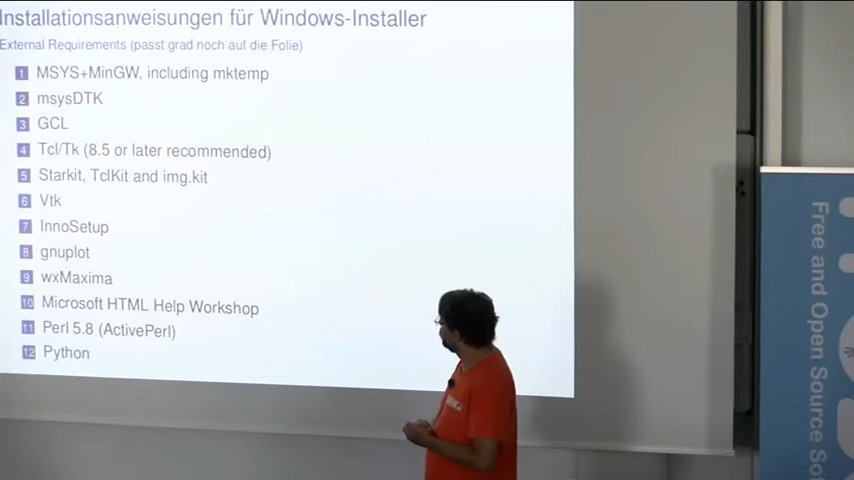 Installationsanweisungen für Windows-Installer
External Requirements (passt grad noch auf die Folie)
1 MSYS+MinGW, including mktemp
2 msysDTK
3 GCL
4 Tcl/Tk (8.5 or later recommended)
5 Starkit, TclKit and img.kit
6 Vtk
7 InnoSetup
8 gnuplot
9 wxMaxima
10 Microsoft HTML Help Workshop
11 Perl 5.8 (ActivePerl)
12 Python
Free and Open Source So